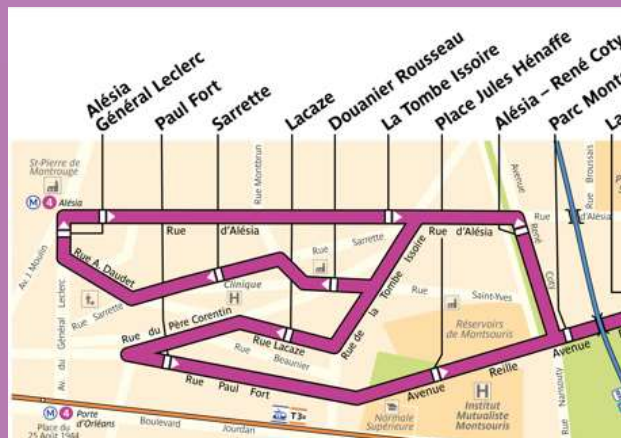 Alésia
Général Leclerc
Paul Fort
Sarrette
Lacaze
Douanier Rousseau
La Tombe Issoire
Place Jules Hénaffe
Alésia – René Coty
Parc Mont
La
St-Pierre de
Montrouge
M 4 Alésia
Rue Montbrun
Avenue
Rue Broussais
Rue d'Alésia
Rue d'Alésia
Rue d'Alésia
René
Coty
Av. J. Moulin
Rue A. Daudet
Rue Sarrette
Rue Sarrette
Clinique
H
Rue de la Tombe Issoire
Rue Saint-Yves
Réservoirs
de Montsouris
Av. du Général Leclerc
Rue du Père Corentin
Rue Lacaze
Rue Beaunier
Rue Paul Fort
Avenue Reille
Avenue
Rue Nansouty
H
Institut
Mutualiste
Montsouris
Normale
Supérieure
M 4 Porte
d'Orléans
Place du
25 Août 1944
Boulevard Jourdan
T3a